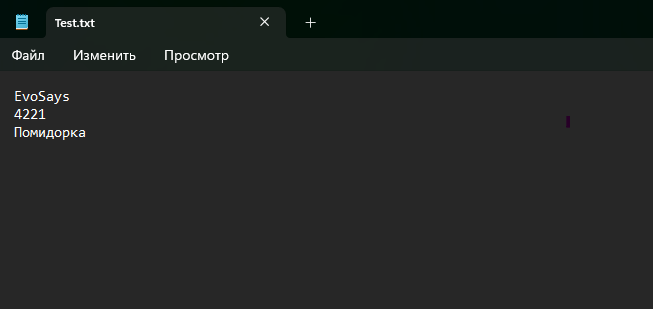 Test.txt
Файл Изменить Просмотр
EvoSays
4221
Помидорка